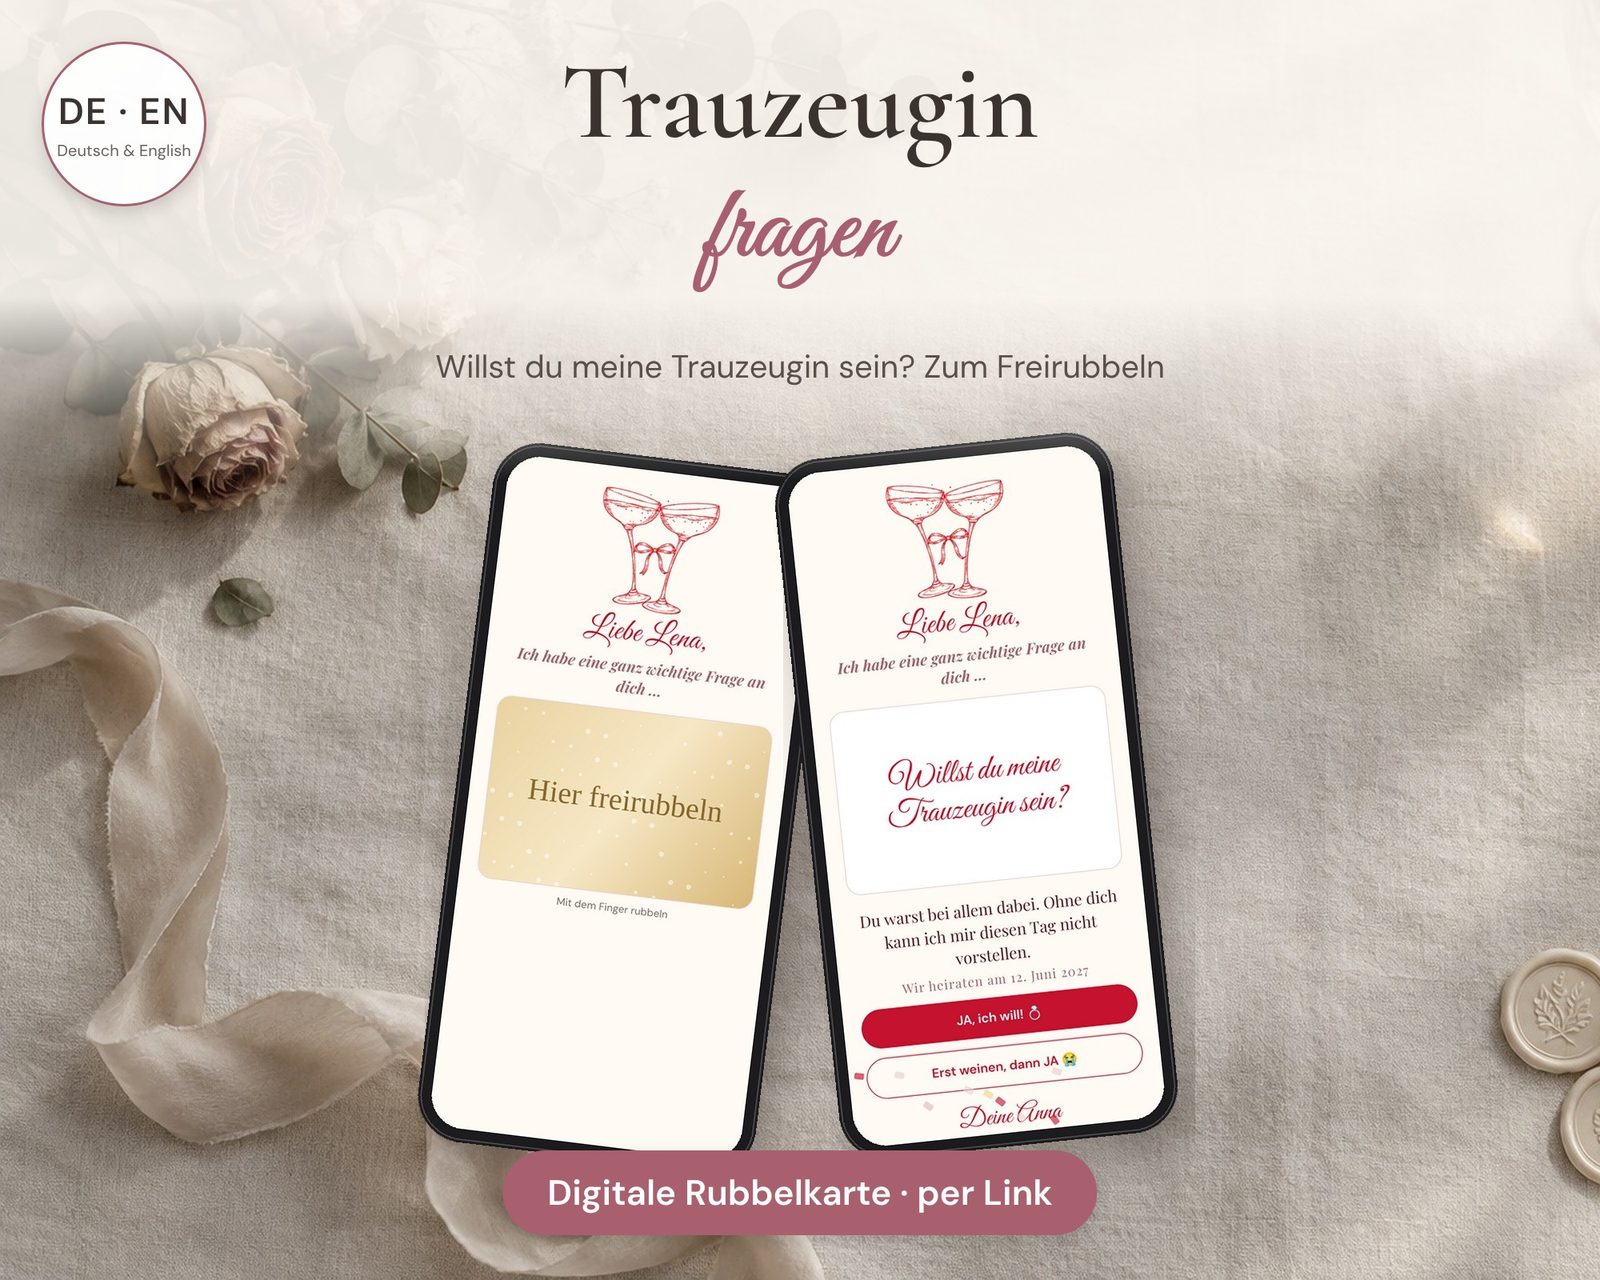 DE · EN
Deutsch & English
Trauzeugin
fragen
Willst du meine Trauzeugin sein? Zum Freirubbeln
Liebe Lena,
Ich habe eine ganz wichtige Frage an
dich ...
Hier freirubbeln
Mit dem Finger rubbeln
Liebe Lena,
Ich habe eine ganz wichtige Frage an
dich ...
Willst du meine
Trauzeugin sein?
Du warst bei allem dabei. Ohne dich
kann ich mir diesen Tag nicht
vorstellen.
Wir heiraten am 12. Juni 2027
JA, ich will! 💍
Erst weinen, dann JA 😭
Deine Anna
Digitale Rubbelkarte · per Link